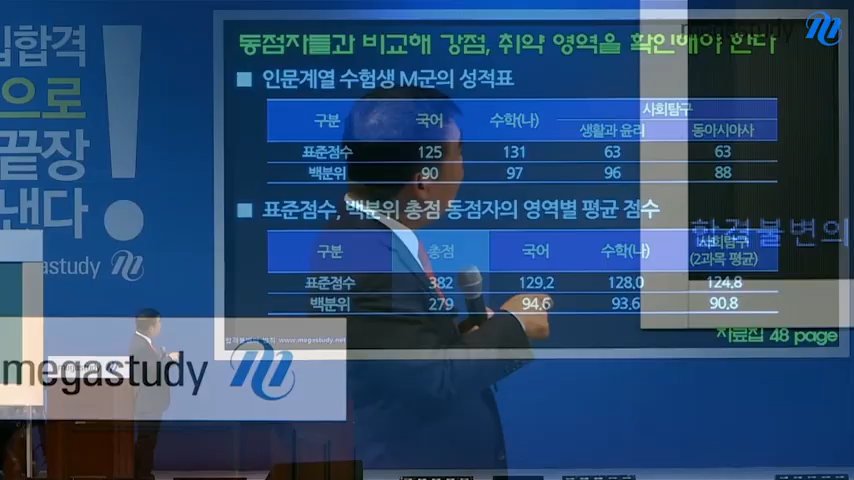 megastudy
동점자들과 비교해 강점, 취약 영역을 확인해야 한다
합격
으로
끝장
낸다
!
megastudy
■ 인문계열 수험생 M군의 성적표
구분 국어 수학(나) 사회탐구
생활과 윤리 동아시아사
표준점수 125 131 63 63
백분위 90 97 96 88
■ 표준점수, 백분위 총점 동점자의 영역별 평균 점수
구분 총점 국어 수학(나) 사회탐구
(2과목 평균)
표준점수 382 129.2 128.0 124.8
백분위 279 94.6 93.6 90.8
합격불변의
www.megastudy.net
자료집 48 page
megastudy